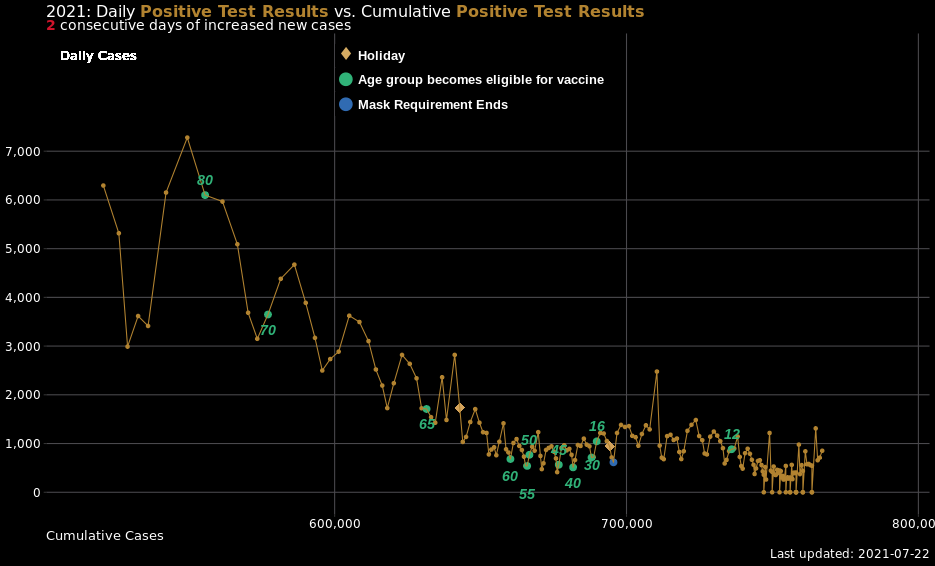 2021: Daily Positive Test Results vs. Cumulative Positive Test Results
2 consecutive days of increased new cases
Daily Cases
Holiday
Age group becomes eligible for vaccine
Mask Requirement Ends
7,000
6,000
5,000
4,000
3,000
2,000
1,000
0
80
70
65
60
50
65
55
45
40
30
16
12
600,000
700,000
800,00
Cumulative Cases
Last updated: 2021-07-22